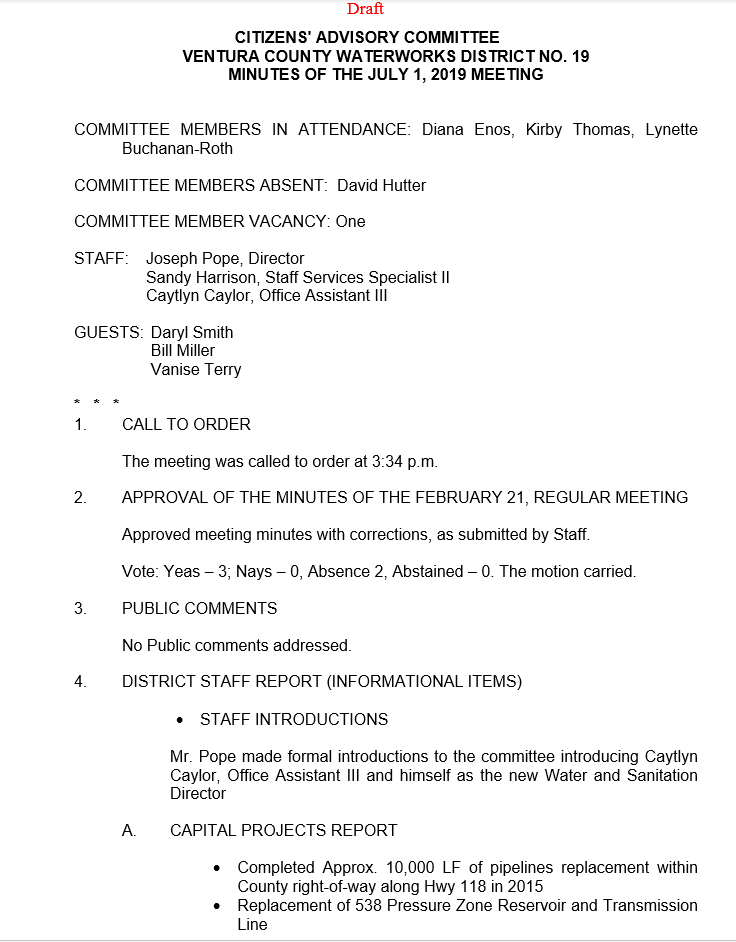 Draft
CITIZENS' ADVISORY COMMITTEE
VENTURA COUNTY WATERWORKS DISTRICT NO. 19
MINUTES OF THE JULY 1, 2019 MEETING
COMMITTEE MEMBERS IN ATTENDANCE: Diana Enos, Kirby Thomas, Lynette
Buchanan-Roth
COMMITTEE MEMBERS ABSENT: David Hutter
COMMITTEE MEMBER VACANCY: One
STAFF: Joseph Pope, Director
Sandy Harrison, Staff Services Specialist II
Caytlyn Caylor, Office Assistant III
GUESTS: Daryl Smith
Bill Miller
Vanise Terry
* * *
1. CALL TO ORDER
The meeting was called to order at 3:34 p.m.
2. APPROVAL OF THE MINUTES OF THE FEBRUARY 21, REGULAR MEETING
Approved meeting minutes with corrections, as submitted by Staff.
Vote: Yeas – 3; Nays – 0, Absence 2, Abstained – 0. The motion carried.
3. PUBLIC COMMENTS
No Public comments addressed.
4. DISTRICT STAFF REPORT (INFORMATIONAL ITEMS)
• STAFF INTRODUCTIONS
Mr. Pope made formal introductions to the committee introducing Caytlyn
Caylor, Office Assistant III and himself as the new Water and Sanitation
Director
A. CAPITAL PROJECTS REPORT
• Completed Approx. 10,000 LF of pipelines replacement within
County right-of-way along Hwy 118 in 2015
• Replacement of 538 Pressure Zone Reservoir and Transmission
Line